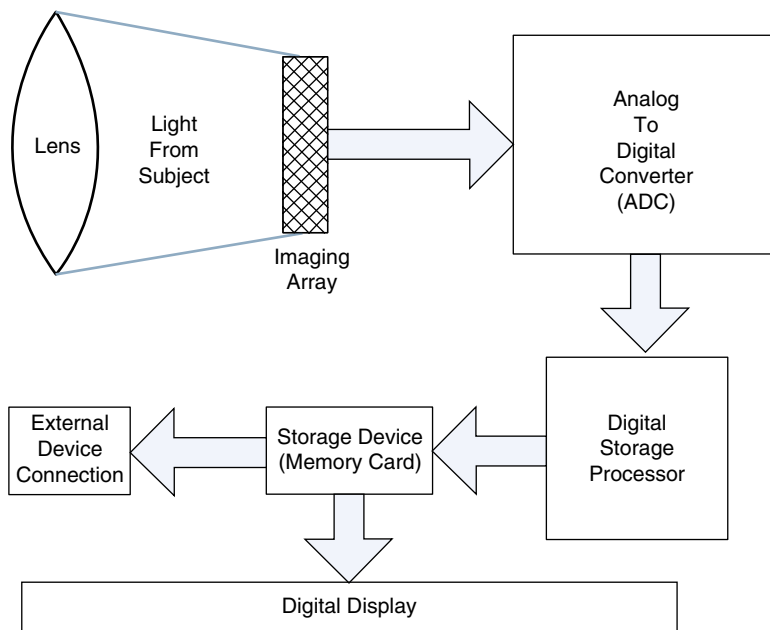 Lens
Light
From
Subject
Imaging
Array
Analog
To
Digital
Converter
(ADC)
Digital
Storage
Processor
Storage Device
(Memory Card)
External
Device
Connection
Digital Display